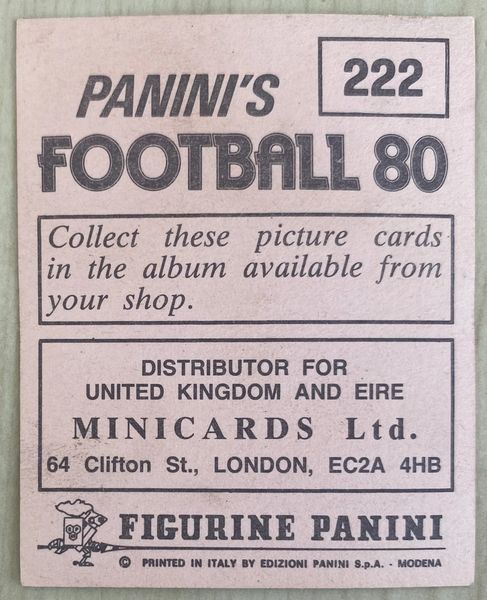 222
PANINI'S
FOOTBALL 80
Collect these picture cards
in the album available from
your shop.
DISTRIBUTOR FOR
UNITED KINGDOM AND EIRE
MINICARDS Ltd.
64 Clifton St., LONDON, EC2A 4HB
FIGURINE PANINI
© PRINTED IN ITALY BY EDIZIONI PANINI S.p.A. - MODENA